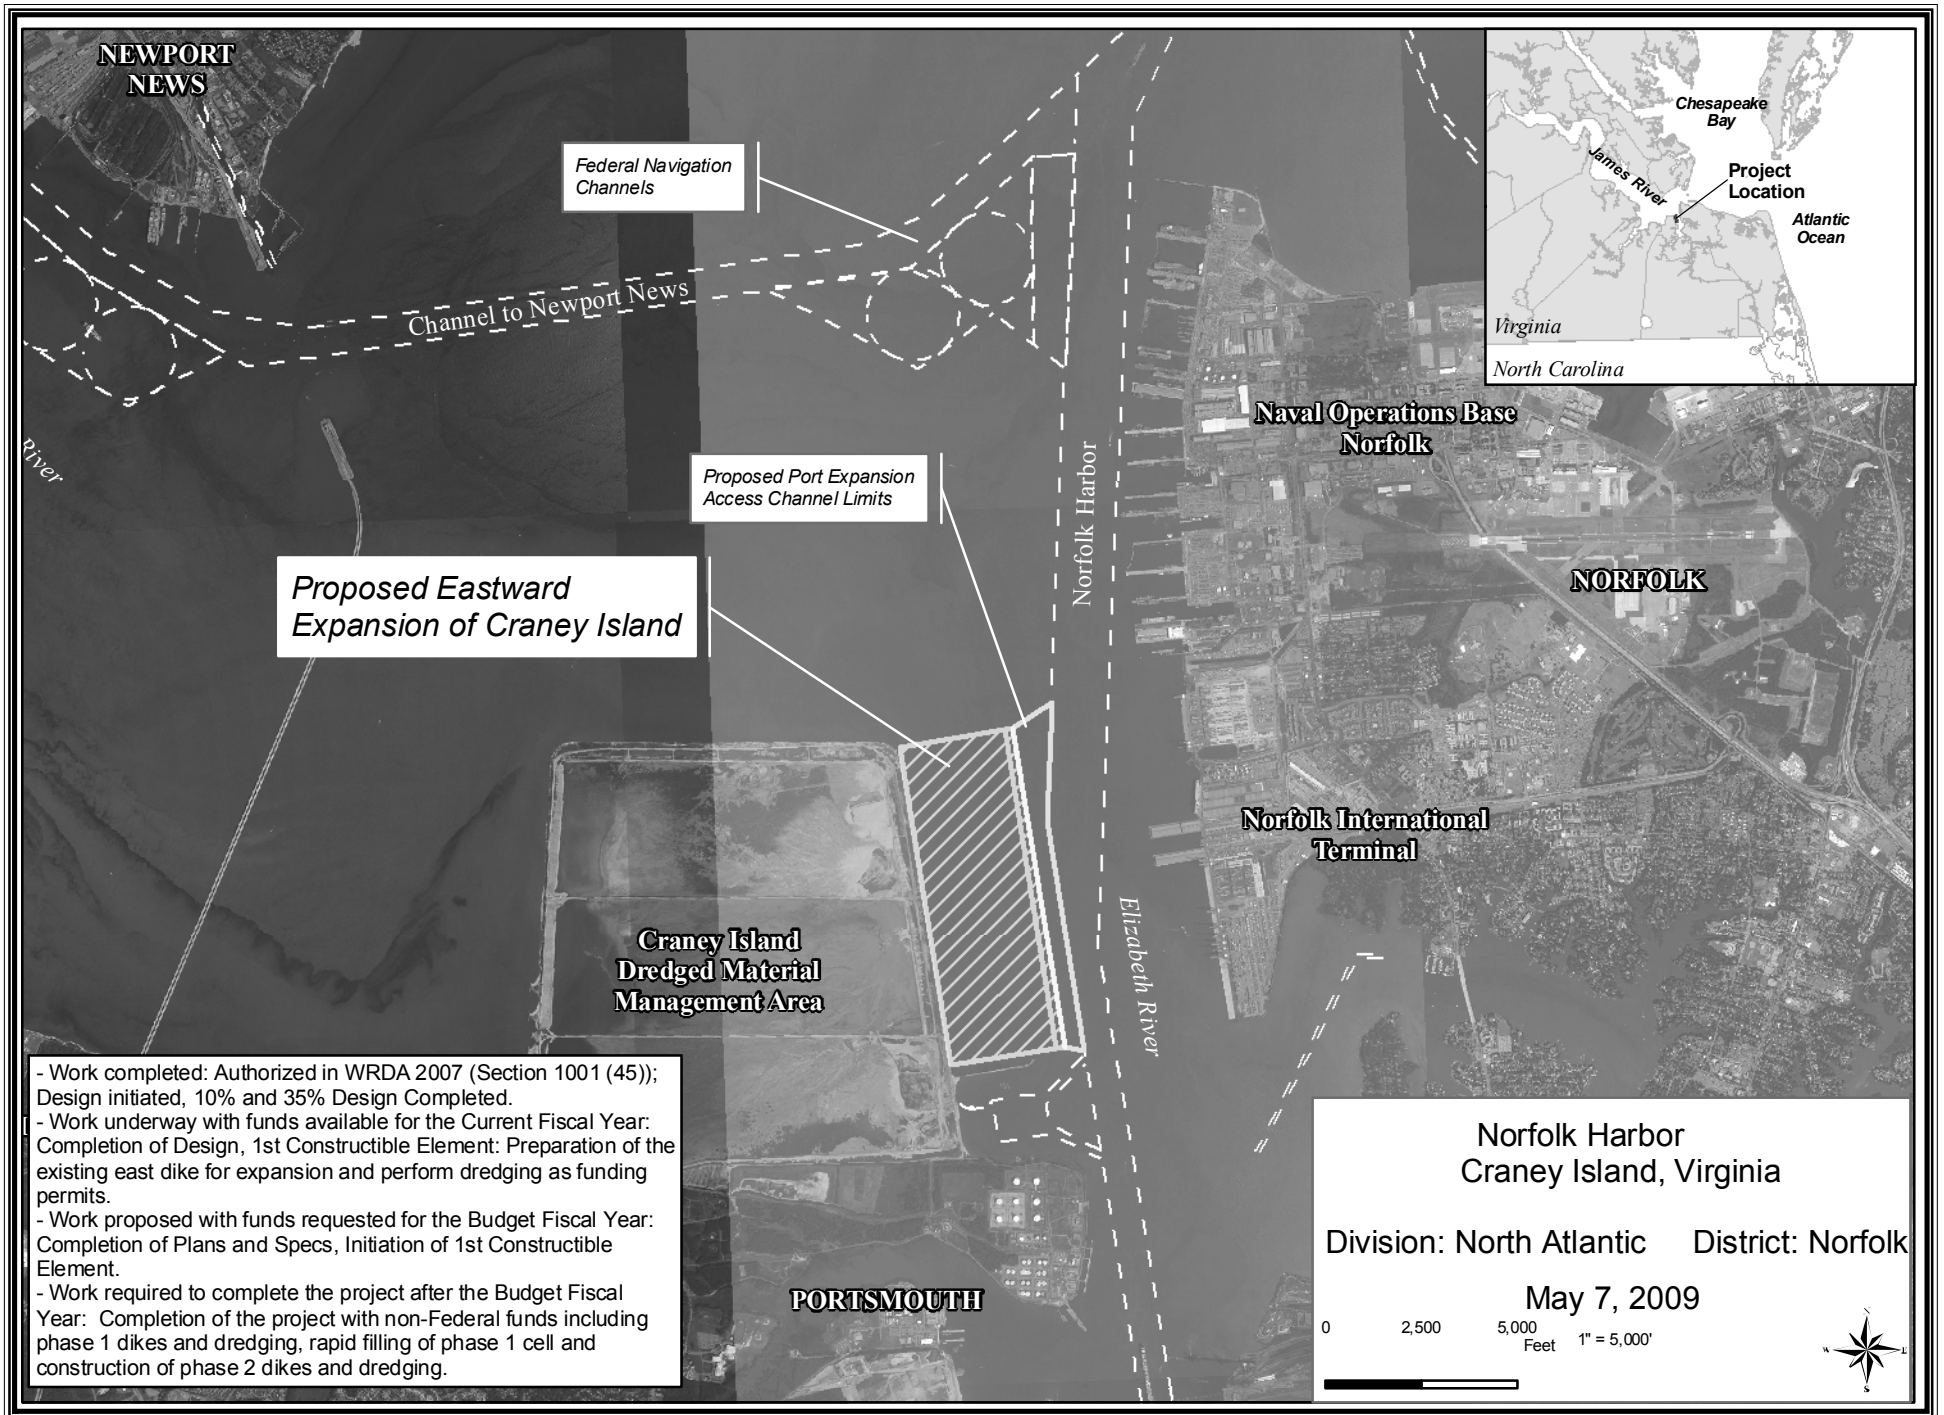 NEWPORT
NEWS
Federal Navigation
Channels
Channel to Newport News
River
Proposed Port Expansion
Access Channel Limits
Proposed Eastward
Expansion of Craney Island
Norfolk Harbor
Chesapeake
Bay
James River
Project
Location
Atlantic
Ocean
Virginia
North Carolina
Naval Operations Base
Norfolk
NORFOLK
Norfolk International
Terminal
Elizabeth River
Craney Island
Dredged Material
Management Area
PORTSMOUTH
- Work completed: Authorized in WRDA 2007 (Section 1001 (45));
Design initiated, 10% and 35% Design Completed.
- Work underway with funds available for the Current Fiscal Year:
Completion of Design, 1st Constructible Element: Preparation of the
existing east dike for expansion and perform dredging as funding
permits.
- Work proposed with funds requested for the Budget Fiscal Year:
Completion of Plans and Specs, Initiation of 1st Constructible
Element.
- Work required to complete the project after the Budget Fiscal
Year:  Completion of the project with non-Federal funds including
phase 1 dikes and dredging, rapid filling of phase 1 cell and
construction of phase 2 dikes and dredging.
Norfolk Harbor
Craney Island, Virginia
Division: North Atlantic District: Norfolk
May 7, 2009
0 2,500 5,000
Feet 1" = 5,000'
N
W E
S